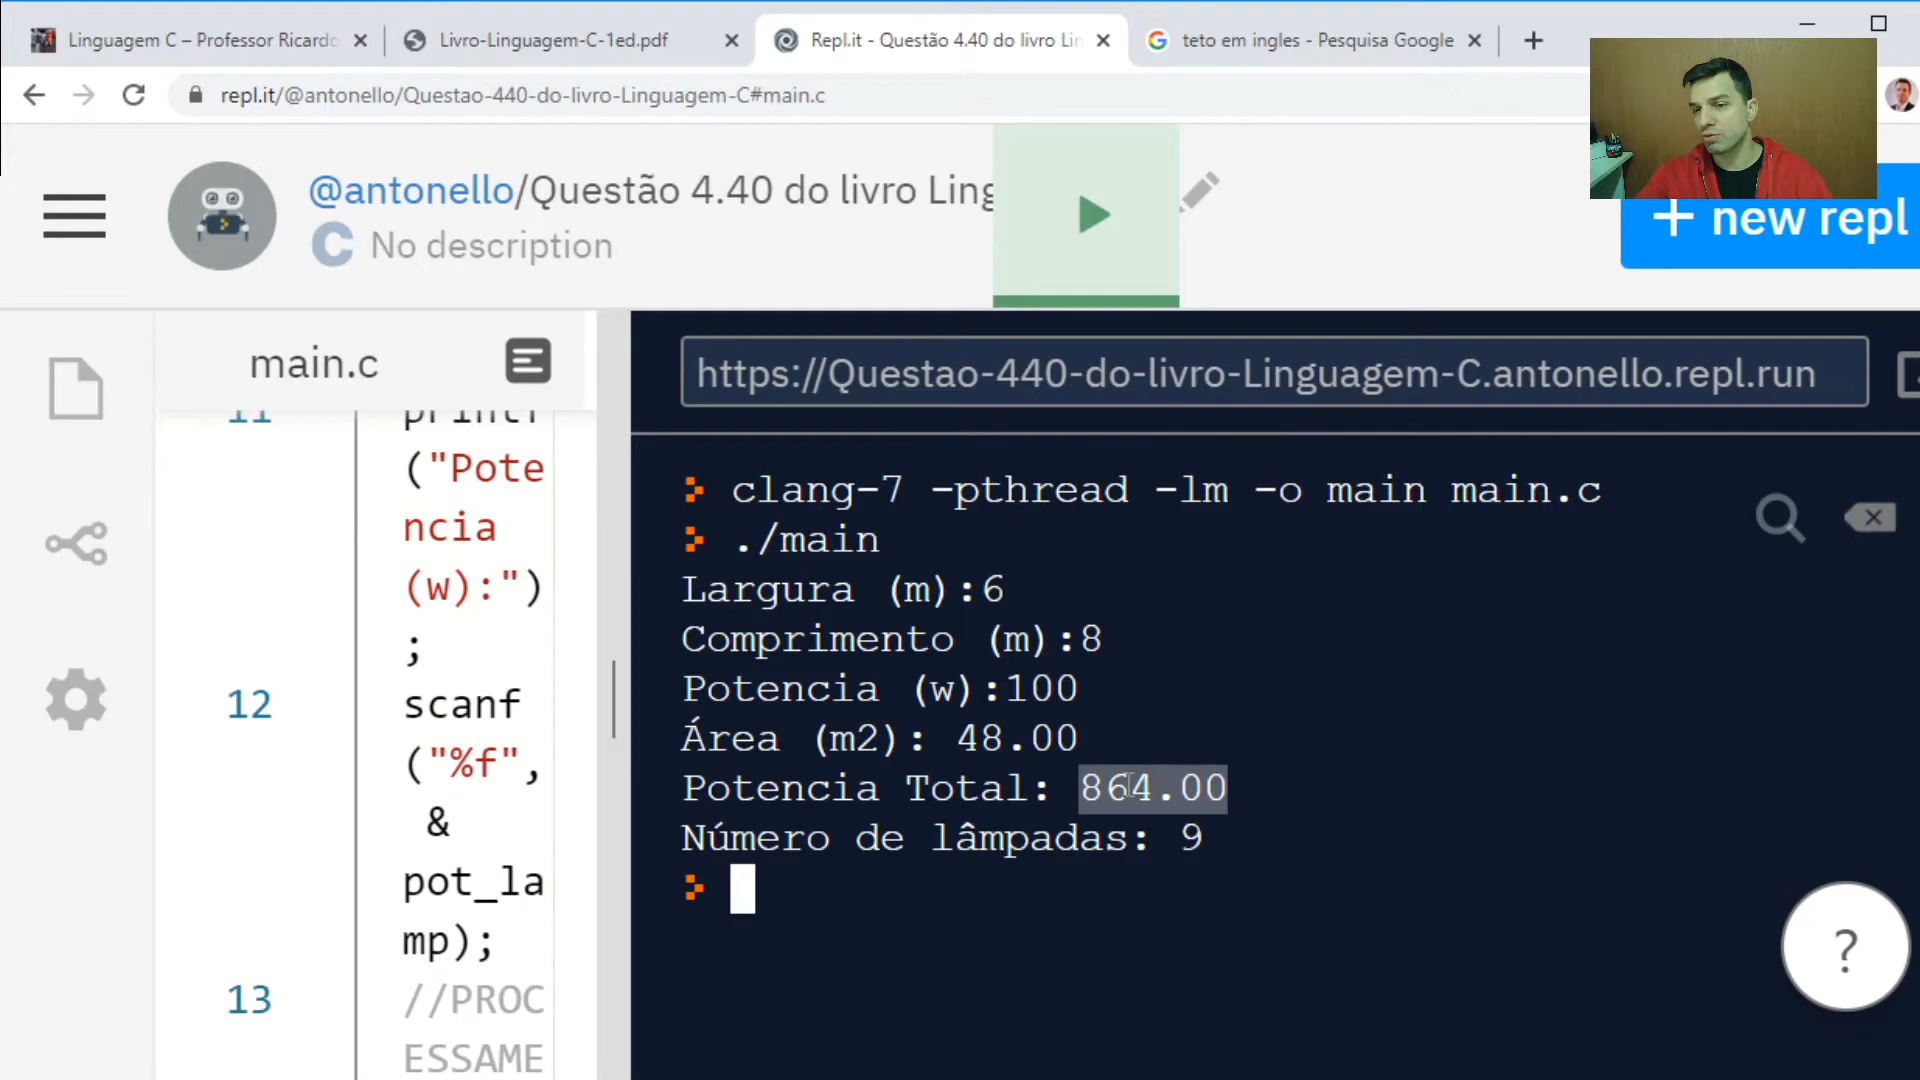 Linguagem C – Professor Ricardo
Livro-Linguagem-C-1ed.pdf
Repl.it - Questão 4.40 do livro Lin
teto em ingles - Pesquisa Google
repl.it/@antonello/Questao-440-do-livro-Linguagem-C#main.c
@antonello/Questão 4.40 do livro Ling
C No description
+ new repl
main.c
https://Questao-440-do-livro-Linguagem-C.antonello.repl.run
11 printf
("Pote
ncia
(w):")
;
12 scanf
("%f",
&
pot_la
mp);
13 //PROC
ESSAME
clang-7 -pthread -lm -o main main.c
./main
Largura (m):6
Comprimento (m):8
Potencia (w):100
Área (m2): 48.00
Potencia Total: 864.00
Número de lâmpadas: 9
?